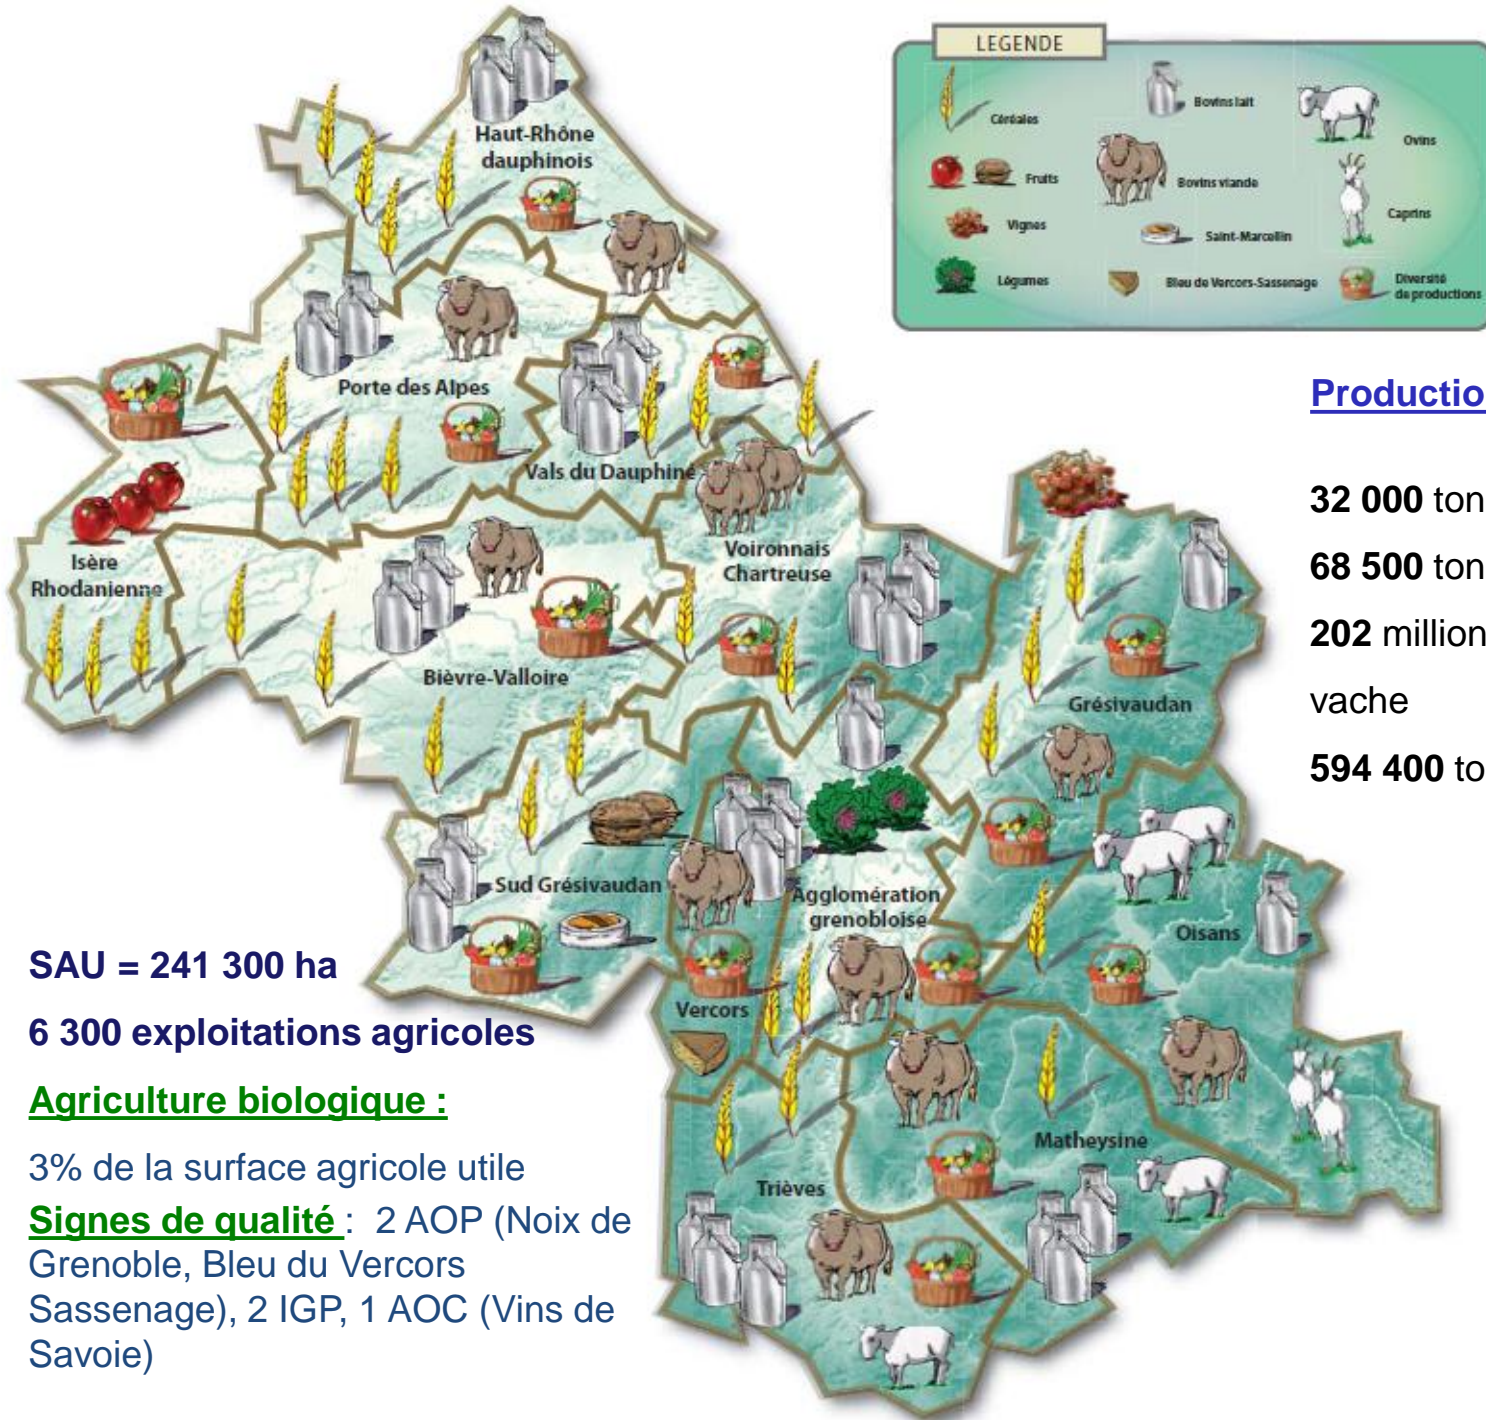 LEGENDE
Céréales
Bovins lait
Ovins
Fruits
Bovins viande
Caprins
Vignes
Saint-Marcellin
Légumes
Bleu de Vercors-Sassenage
Diversité
de productions
Haut-Rhône
dauphinois
Porte des Alpes
Vals du Dauphiné
Isère
Rhodanienne
Voironnais
Chartreuse
Bièvre-Valloire
Grésivaudan
Sud Grésivaudan
Agglomération
grenobloise
Oisans
Vercors
Matheysine
Trièves
Productio
32 000 ton
68 500 ton
202 million
vache
594 400 to
SAU = 241 300 ha
6 300 exploitations agricoles
Agriculture biologique :
3% de la surface agricole utile
Signes de qualité : 2 AOP (Noix de
Grenoble, Bleu du Vercors
Sassenage), 2 IGP, 1 AOC (Vins de
Savoie)